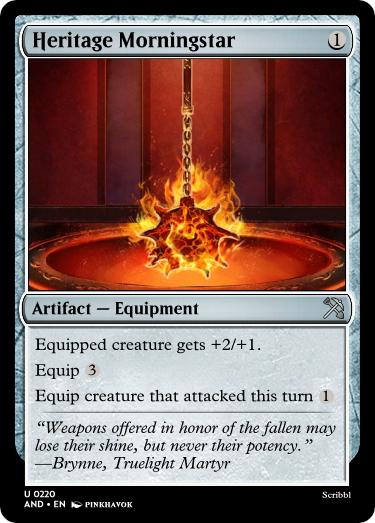 Heritage Morningstar 1
Artifact — Equipment
Equipped creature gets +2/+1.
Equip 3
Equip creature that attacked this turn 1
“Weapons offered in honor of the fallen may
lose their shine, but never their potency.”
—Brynne, Truelight Martyr
U 0220
AND • EN PINKHAVOK
Scribbl